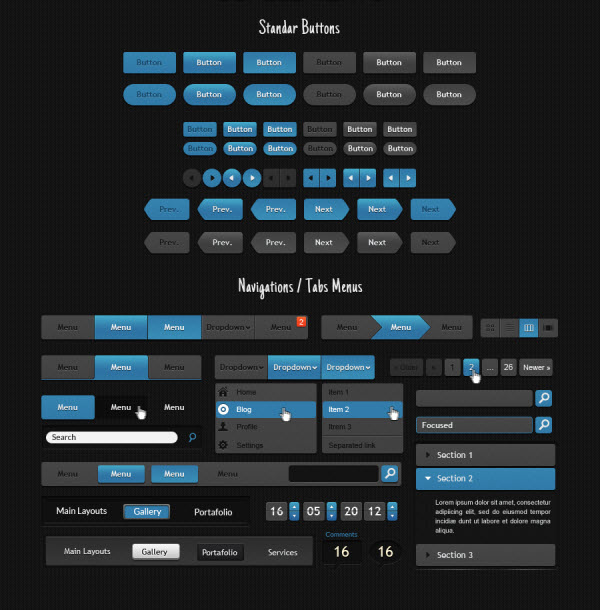 Standar Buttons
Button Button Button Button Button Button
Button Button Button Button Button Button
Button Button Button Button Button Button
Button Button Button Button Button Button
Prev. Prev. Prev. Next Next Next
Prev. Prev. Prev. Next Next Next
Navigations / Tabs Menus
Menu Menu Menu Dropdown Menu 2
Menu Menu Menu
Menu Menu Menu
Dropdown Dropdown Dropdown
« Older « 1 2 ... 26 Newer »
Home
Blog
Profile
Settings
Item 1
Item 2
Item 3
Separated link
Menu Menu Menu
Search
Focused
Section 1
Section 2
Lorem ipsum dolor sit amet, consectetur
adipisicing elit, sed do eiusmod tempor
incididunt ut labore et dolore magna
aliqua.
Section 3
Menu Menu Menu Menu
Main Layouts Gallery Portafolio
16 05 20 12
Main Layouts Gallery Portafolio Services
Comments
16 16